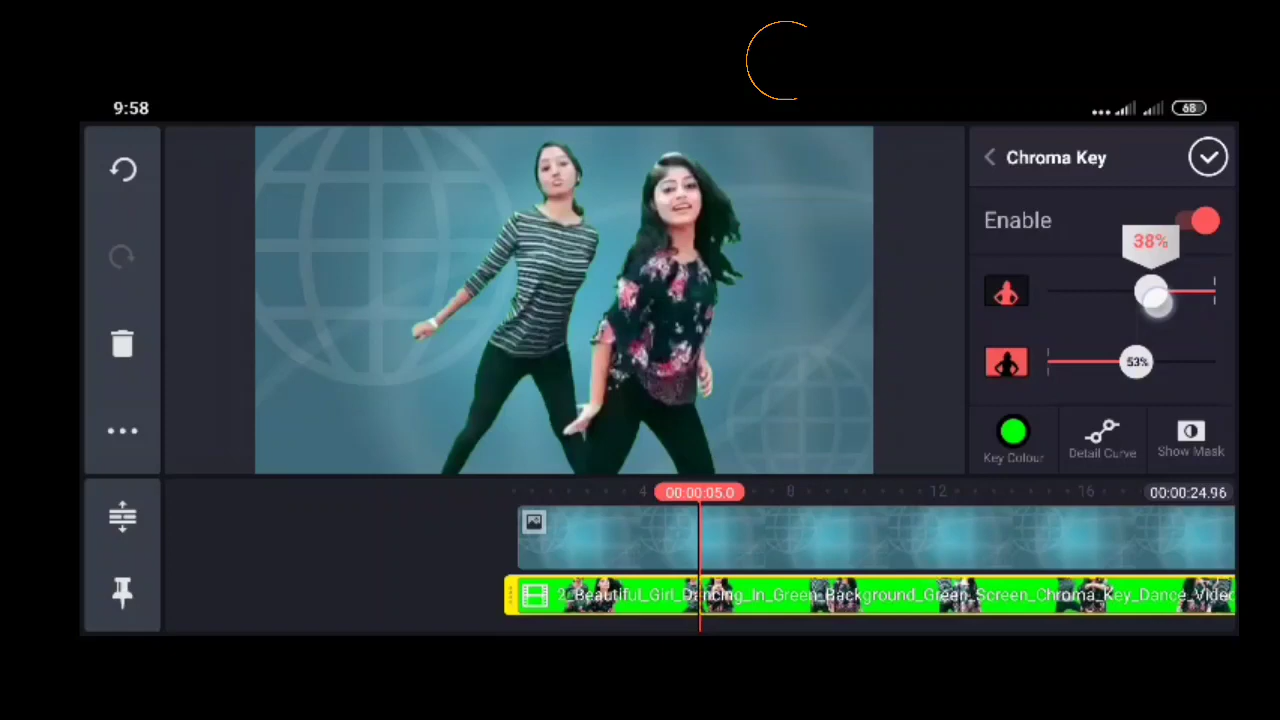 9:58
68
Chroma Key
Enable
38%
53%
Key Colour
Detail Curve
Show Mask
4
00:00:05.0
8
12
16
00:00:24.96
2_Beautiful_Girl_Dancing_In_Green_Background_Green_Screen_Chroma_Key_Dance_Video